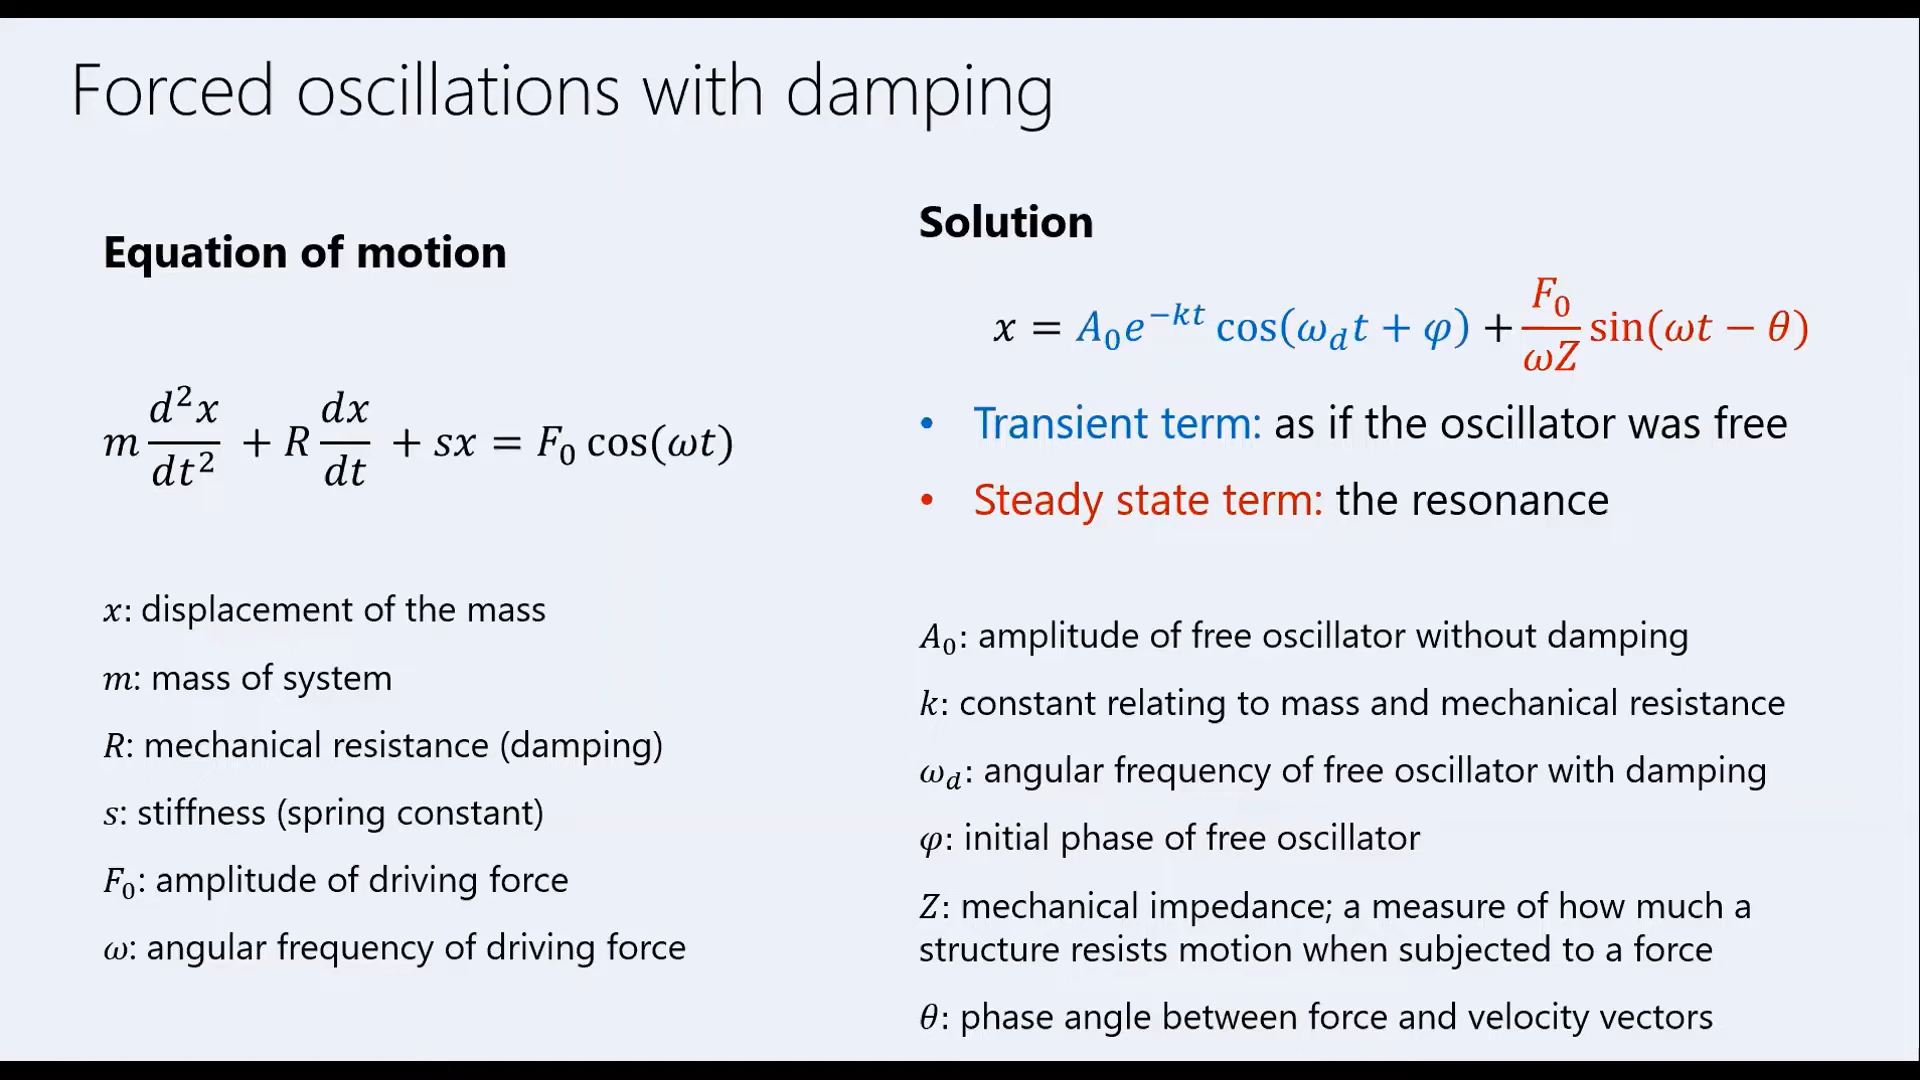 Forced oscillations with damping
Equation of motion
m d²x/dt² + R dx/dt + sx = F₀ cos(ωt)
x: displacement of the mass
m: mass of system
R: mechanical resistance (damping)
s: stiffness (spring constant)
F₀: amplitude of driving force
ω: angular frequency of driving force
Solution
x = A₀e^{−kt} cos(ω_d t + φ) + F₀/ωZ sin(ωt − θ)
• Transient term: as if the oscillator was free
• Steady state term: the resonance
A₀: amplitude of free oscillator without damping
k: constant relating to mass and mechanical resistance
ω_d: angular frequency of free oscillator with damping
φ: initial phase of free oscillator
Z: mechanical impedance; a measure of how much a
structure resists motion when subjected to a force
θ: phase angle between force and velocity vectors